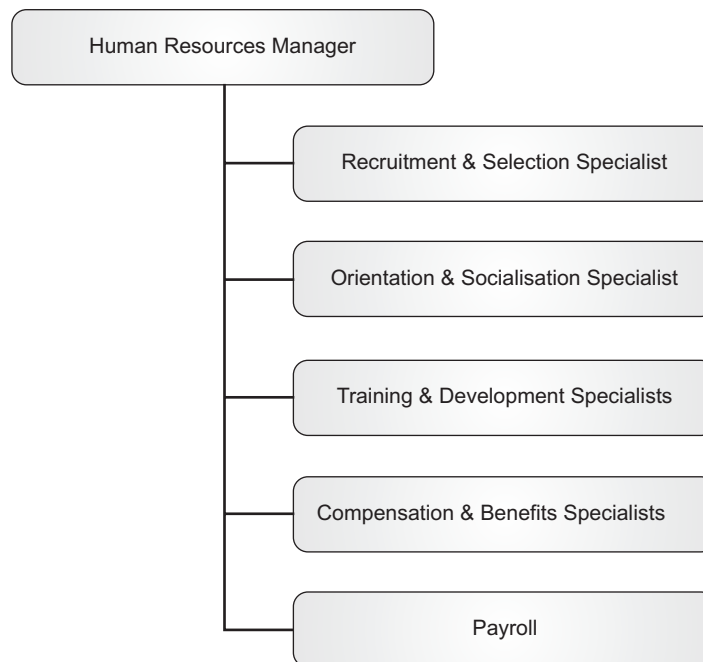 Human Resources Manager
Recruitment & Selection Specialist
Orientation & Socialisation Specialist
Training & Development Specialists
Compensation & Benefits Specialists
Payroll